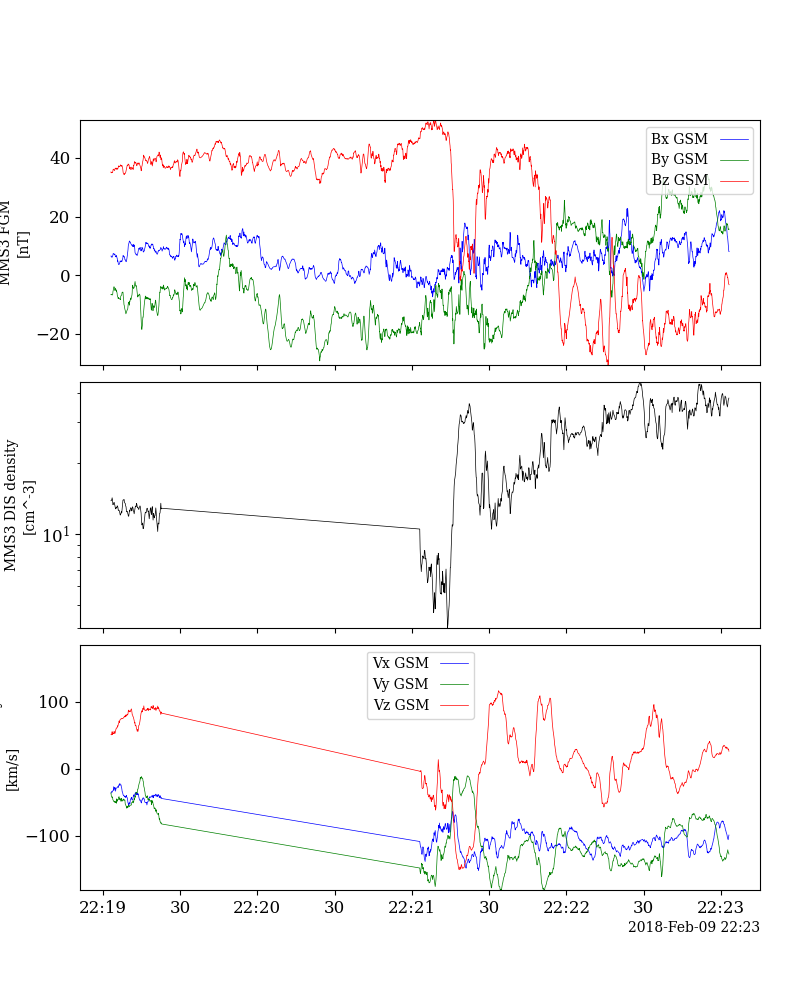 40
20
0
−20
MMS3 FGM
[nT]
Bx GSM
By GSM
Bz GSM
10^1
MMS3 DIS density
[cm^-3]
100
0
−100
[km/s]
Vx GSM
Vy GSM
Vz GSM
22:19 30 22:20 30 22:21 30 22:22 30 22:23
2018-Feb-09 22:23